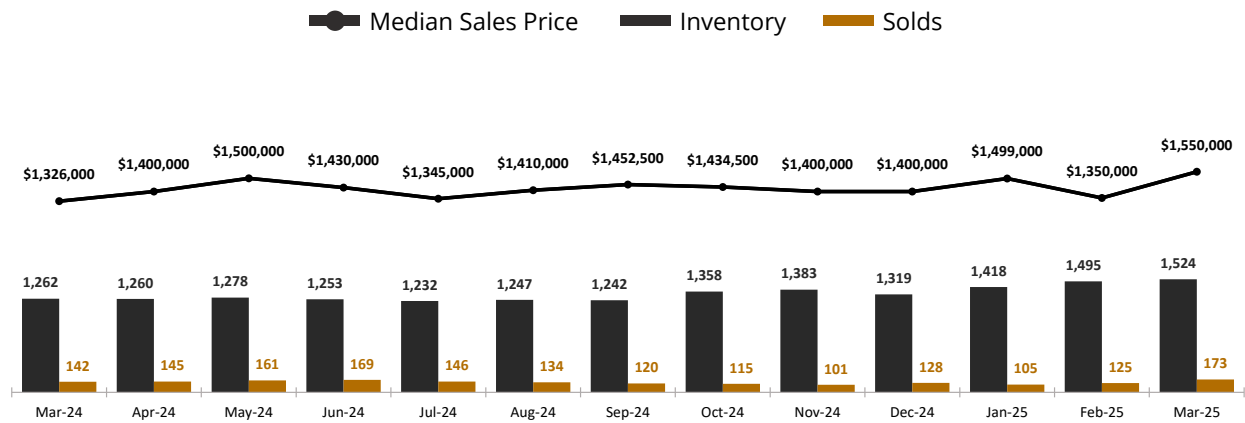 Median Sales Price Inventory Solds
$1,326,000 $1,400,000 $1,500,000 $1,430,000 $1,345,000 $1,410,000 $1,452,500 $1,434,500 $1,400,000 $1,400,000 $1,499,000 $1,350,000 $1,550,000
1,262 1,260 1,278 1,253 1,232 1,247 1,242 1,358 1,383 1,319 1,418 1,495 1,524
142 145 161 169 146 134 120 115 101 128 105 125 173
Mar-24 Apr-24 May-24 Jun-24 Jul-24 Aug-24 Sep-24 Oct-24 Nov-24 Dec-24 Jan-25 Feb-25 Mar-25